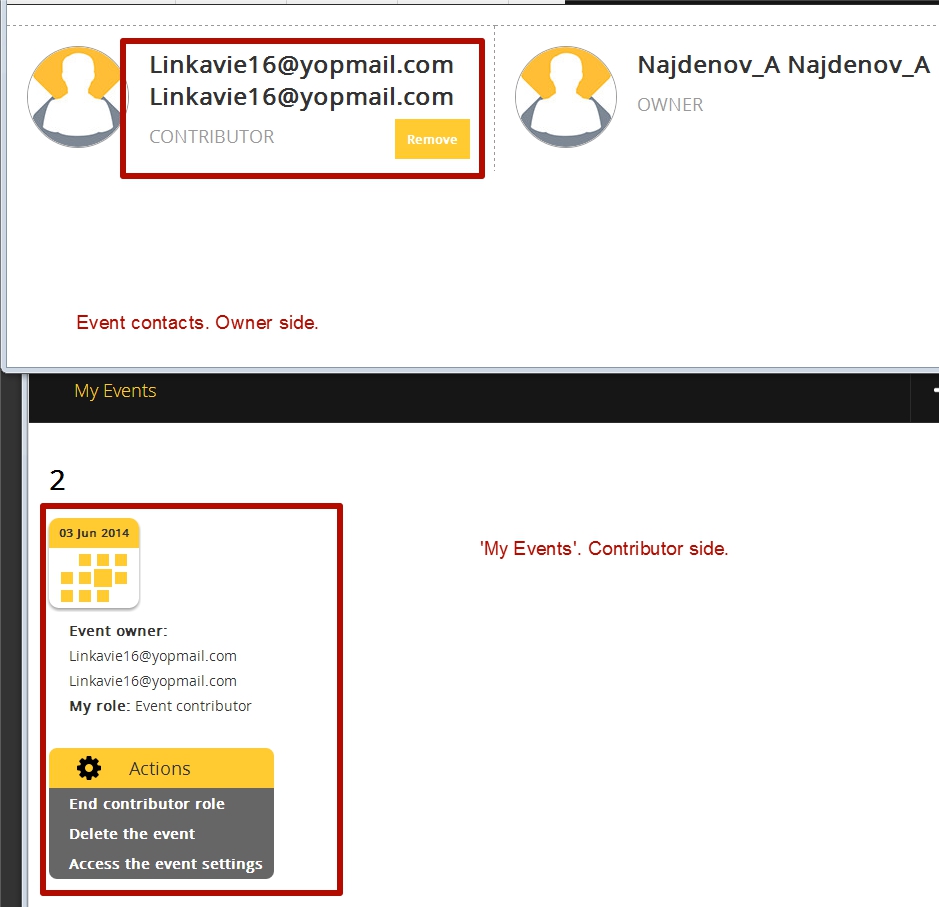 Linkavie16@yopmail.com
Linkavie16@yopmail.com
CONTRIBUTOR
Remove
Najdenov_A Najdenov_A
OWNER
Event contacts. Owner side.
My Events
2
03 Jun 2014
'My Events'. Contributor side.
Event owner:
Linkavie16@yopmail.com
Linkavie16@yopmail.com
My role: Event contributor
Actions
End contributor role
Delete the event
Access the event settings